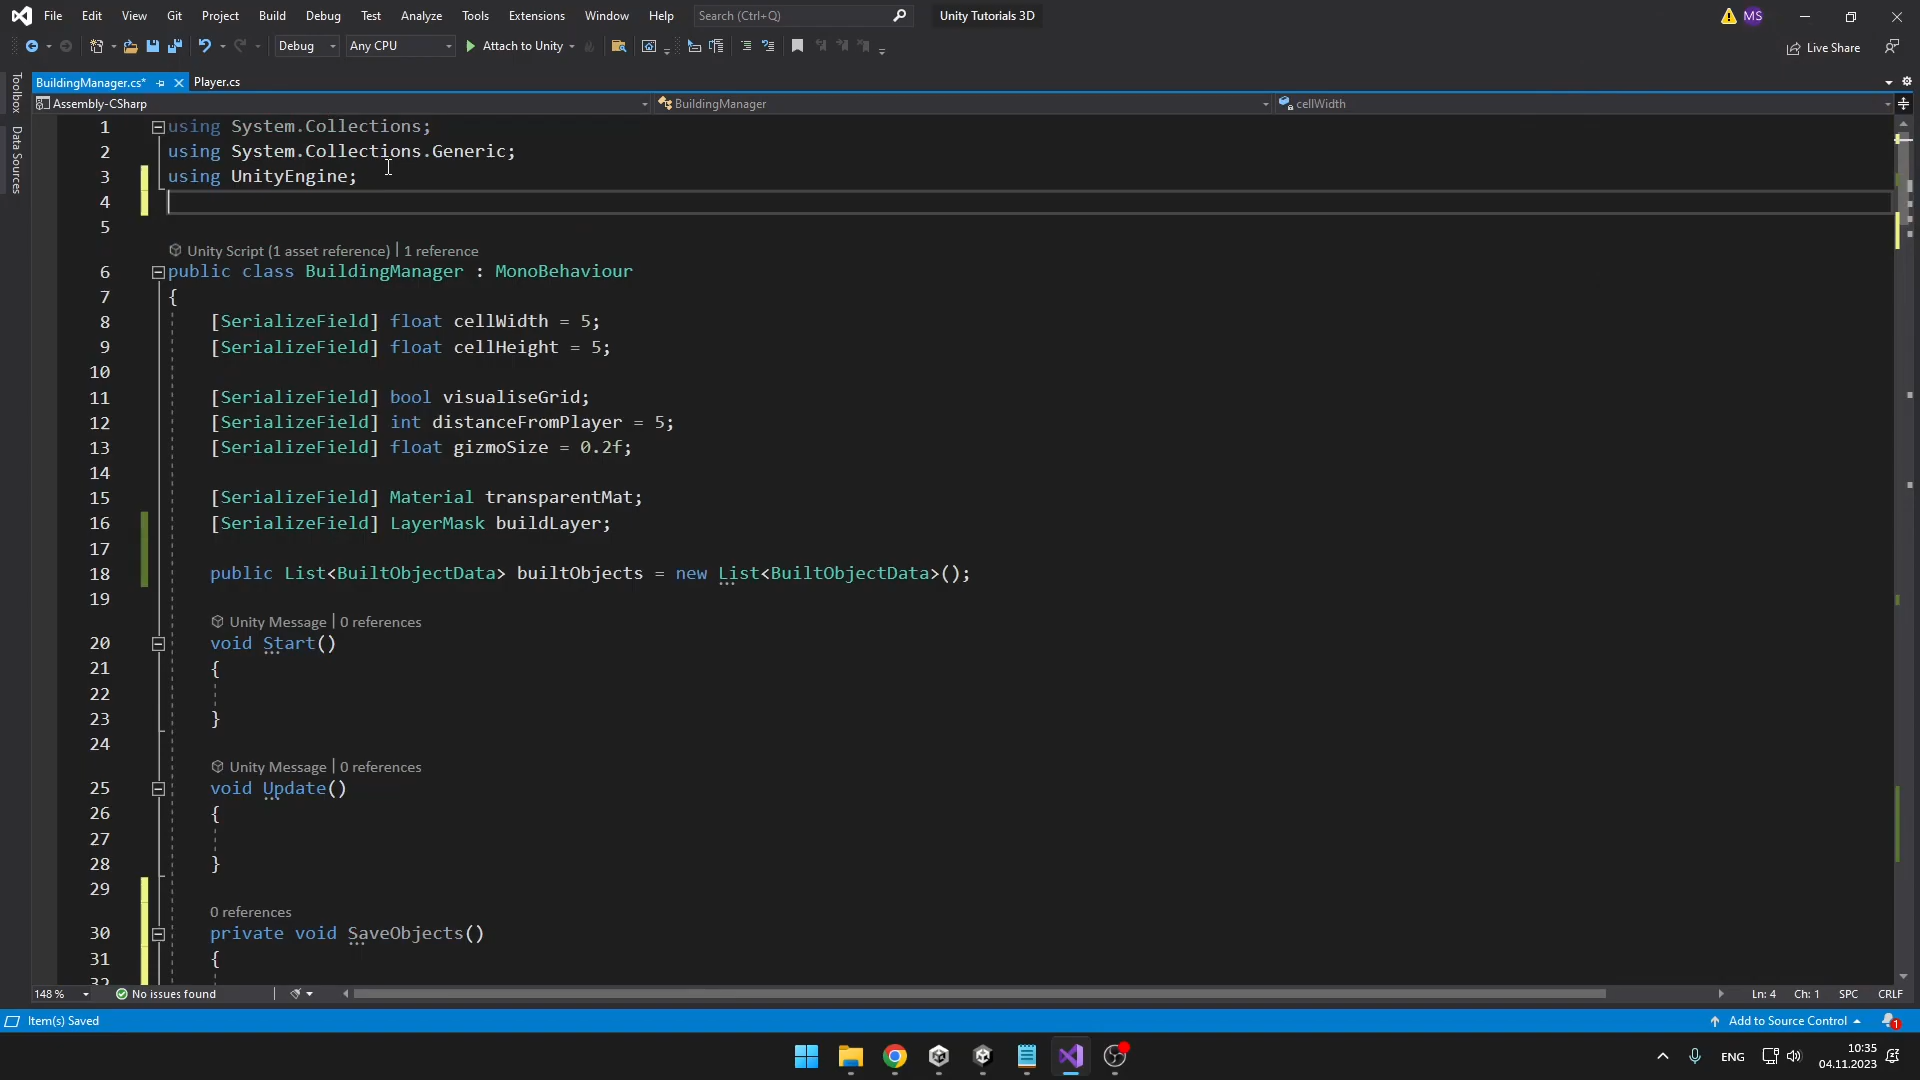 File Edit View Git Project Build Debug Test Analyze Tools Extensions Window Help Search (Ctrl+Q) Unity Tutorials 3D MS
Debug Any CPU Attach to Unity Live Share
Toolbox
Data Sources
BuildingManager.cs* Player.cs
Assembly-CSharp BuildingManager cellWidth
1 using System.Collections;
2 using System.Collections.Generic;
3 using UnityEngine;
4
5
Unity Script (1 asset reference) | 1 reference
6 public class BuildingManager : MonoBehaviour
7 {
8 [SerializeField] float cellWidth = 5;
9 [SerializeField] float cellHeight = 5;
10
11 [SerializeField] bool visualiseGrid;
12 [SerializeField] int distanceFromPlayer = 5;
13 [SerializeField] float gizmoSize = 0.2f;
14
15 [SerializeField] Material transparentMat;
16 [SerializeField] LayerMask buildLayer;
17
18 public List<BuiltObjectData> builtObjects = new List<BuiltObjectData>();
19
Unity Message | 0 references
20 void Start()
21 {
22
23 }
24
Unity Message | 0 references
25 void Update()
26 {
27
28 }
29
0 references
30 private void SaveObjects()
31 {
32
148 % No issues found Ln: 4 Ch: 1 SPC CRLF
Item(s) Saved Add to Source Control 1
ENG 10:35
04.11.2023